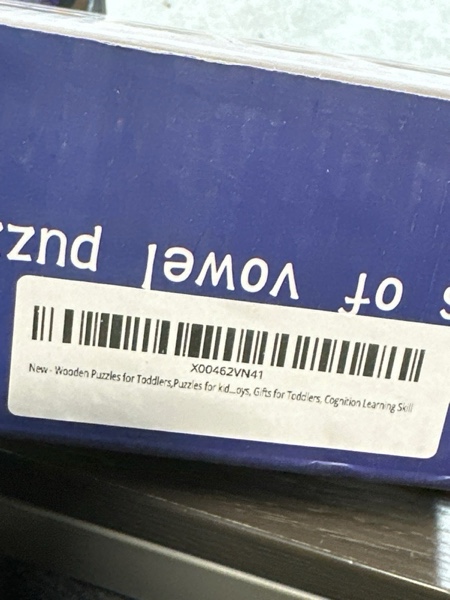 of vowel puz
X00462VN41
New - Wooden Puzzles for Toddlers,Puzzles for kid...oys, Gifts for Toddlers, Cognition Learning Skill